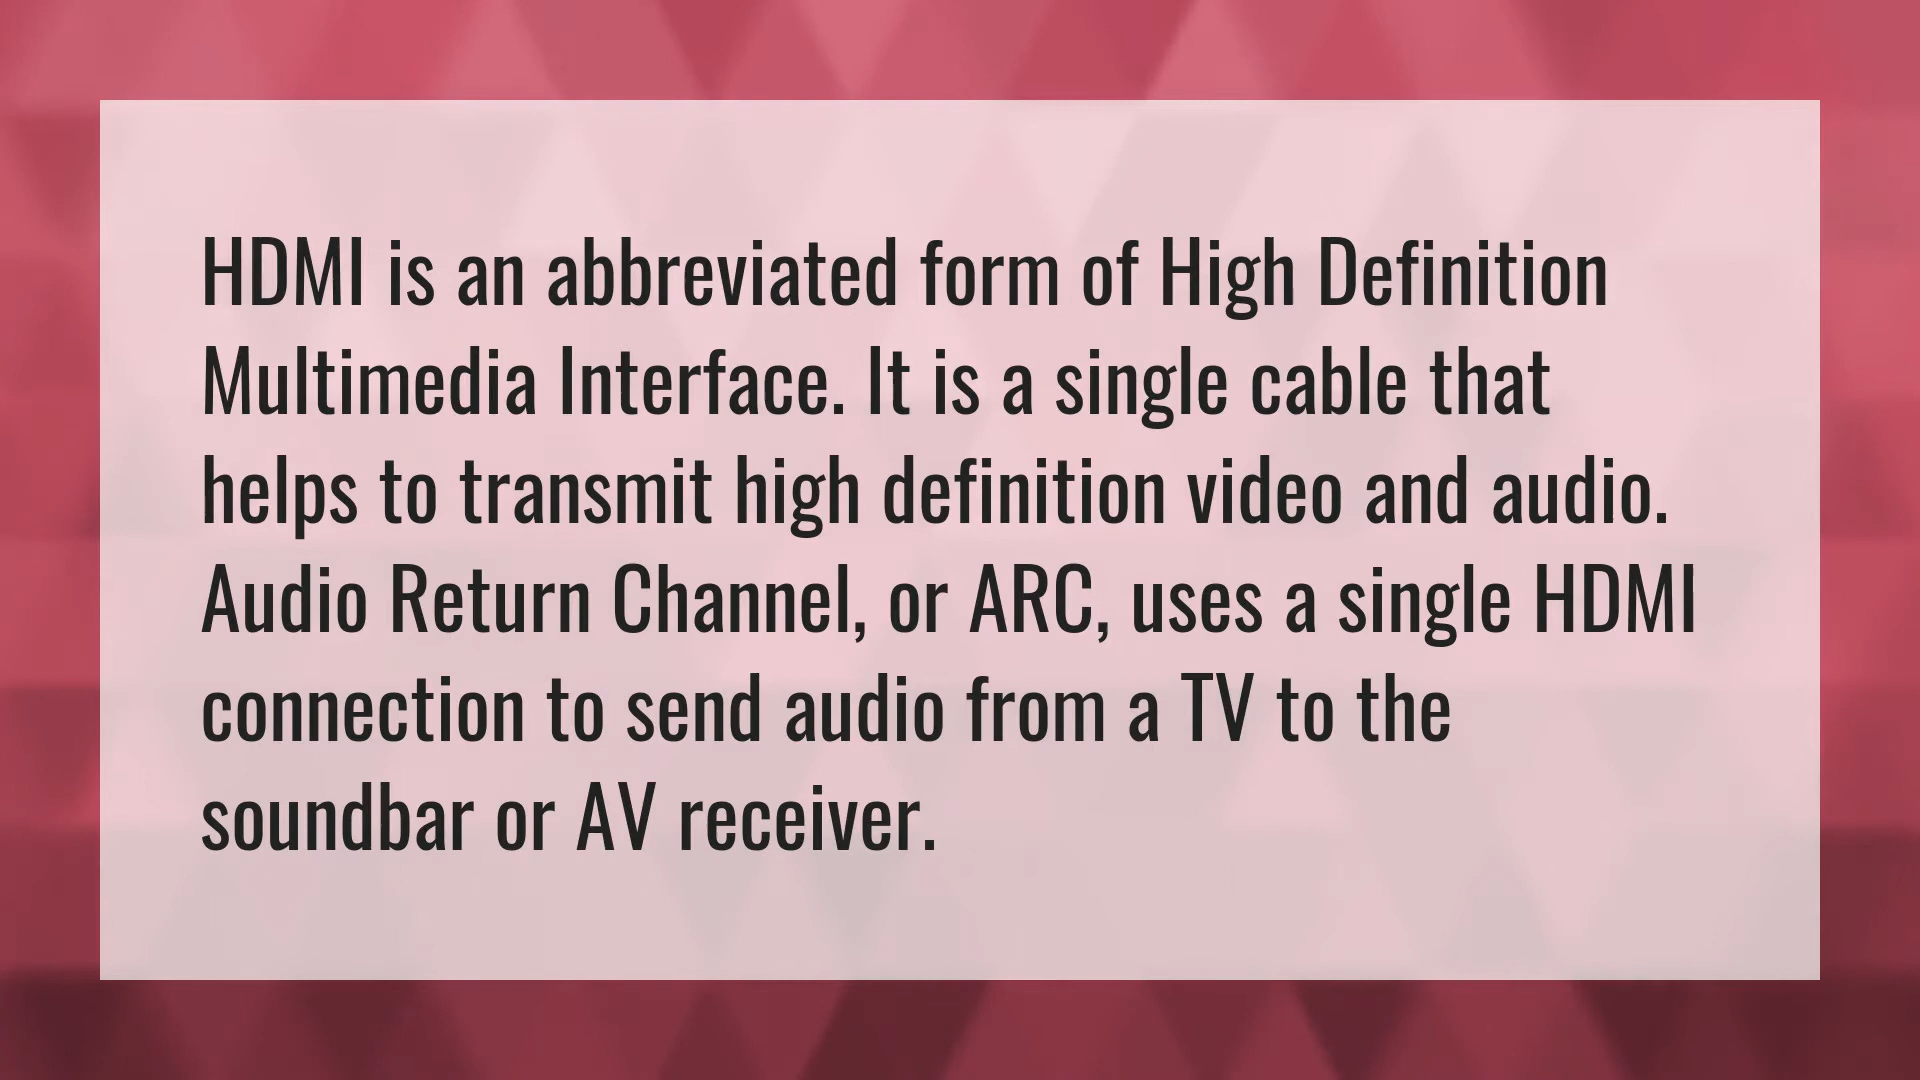 HDMI is an abbreviated form of High Definition
Multimedia Interface. It is a single cable that
helps to transmit high definition video and audio.
Audio Return Channel, or ARC, uses a single HDMI
connection to send audio from a TV to the
soundbar or AV receiver.